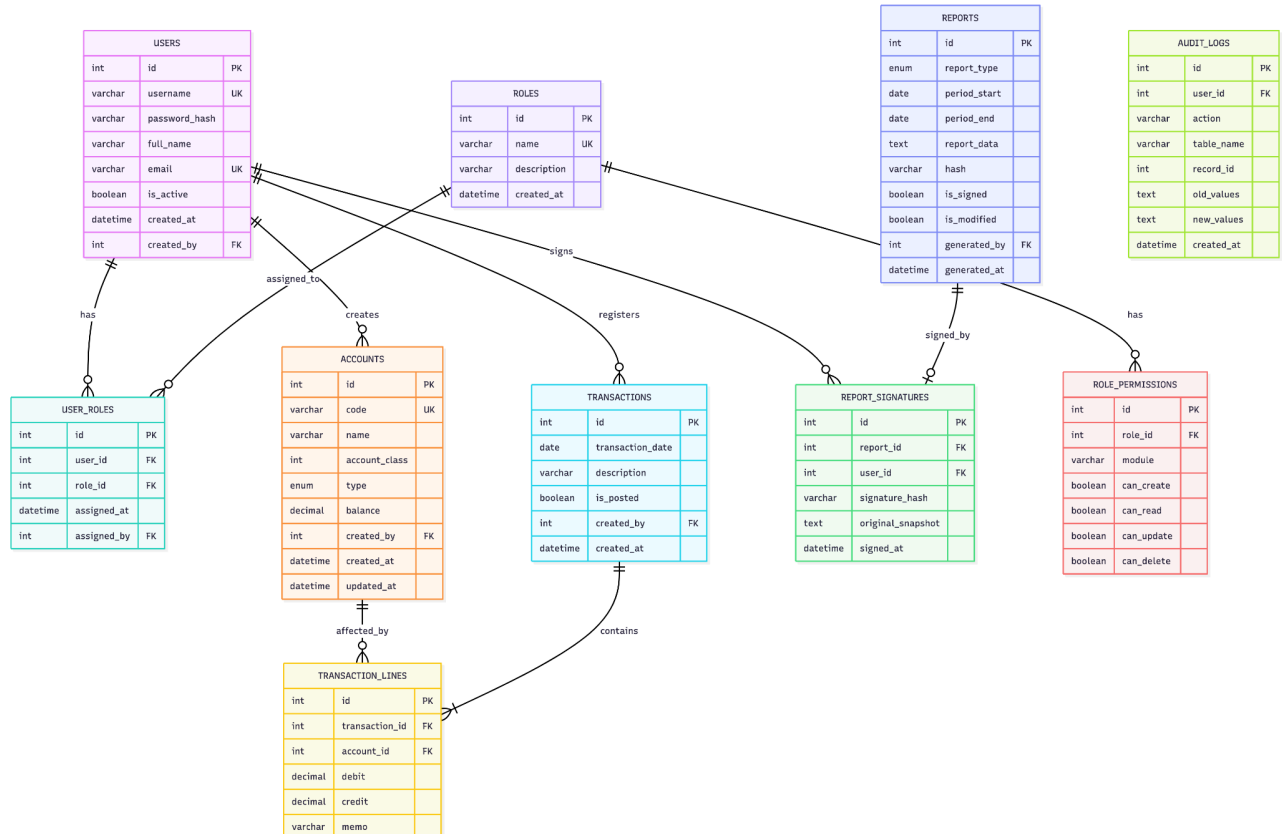 USERS
int id PK
varchar username UK
varchar password_hash
varchar full_name
varchar email UK
boolean is_active
datetime created_at
int created_by FK
ROLES
int id PK
varchar name UK
varchar description
datetime created_at
REPORTS
int id PK
enum report_type
date period_start
date period_end
text report_data
varchar hash
boolean is_signed
boolean is_modified
int generated_by FK
datetime generated_at
AUDIT_LOGS
int id PK
int user_id FK
varchar action
varchar table_name
int record_id
text old_values
text new_values
datetime created_at
has
assigned_to
creates
signs
registers
signed_by
has
USER_ROLES
int id PK
int user_id FK
int role_id FK
datetime assigned_at
int assigned_by FK
ACCOUNTS
int id PK
varchar code UK
varchar name
int account_class
enum type
decimal balance
int created_by FK
datetime created_at
datetime updated_at
TRANSACTIONS
int id PK
date transaction_date
varchar description
boolean is_posted
int created_by FK
datetime created_at
REPORT_SIGNATURES
int id PK
int report_id FK
int user_id FK
varchar signature_hash
text original_snapshot
datetime signed_at
ROLE_PERMISSIONS
int id PK
int role_id FK
varchar module
boolean can_create
boolean can_read
boolean can_update
boolean can_delete
affected_by
contains
TRANSACTION_LINES
int id PK
int transaction_id FK
int account_id FK
decimal debit
decimal credit
varchar memo